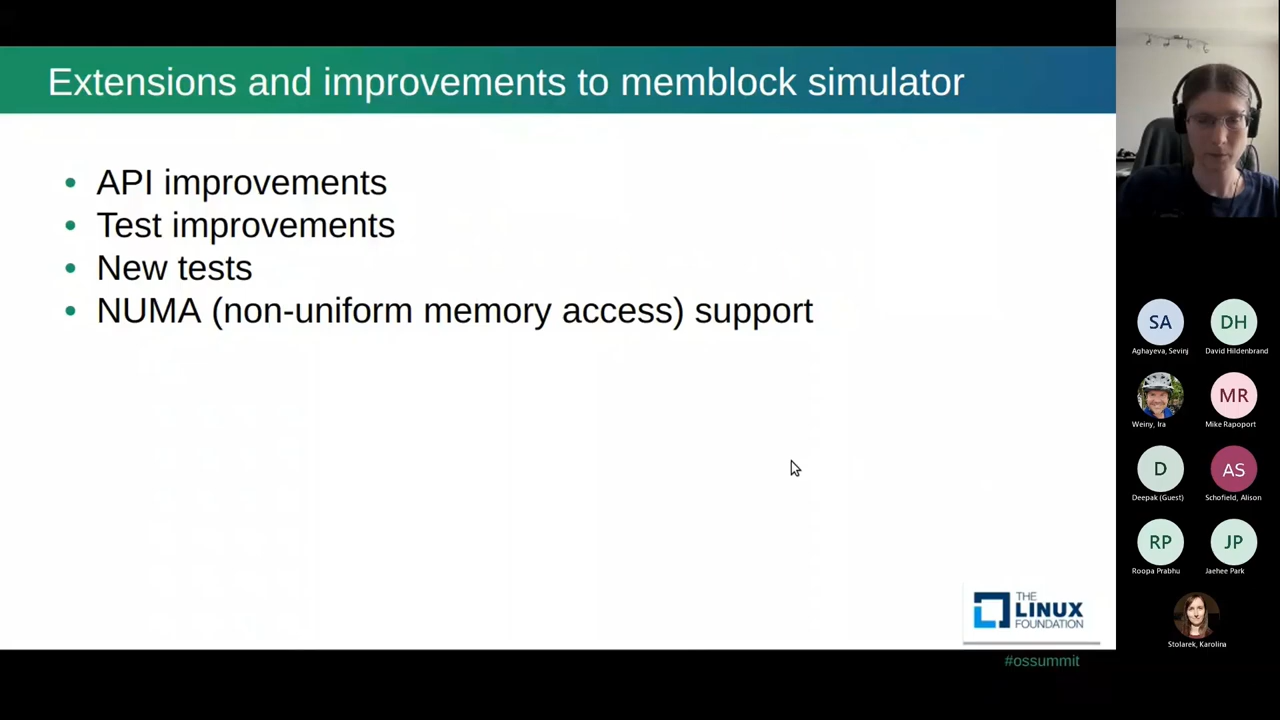 Extensions and improvements to memblock simulator
• API improvements
• Test improvements
• New tests
• NUMA (non-uniform memory access) support
THE
LINUX
FOUNDATION
#ossummit
SA
DH
Aghayeva, Sevinj
David Hildenbrand
MR
Weiny, Ira
Mike Rapoport
D
AS
Deepak (Guest)
Schofield, Alison
RP
JP
Roopa Prabhu
Jaehee Park
Stolarek, Karolina